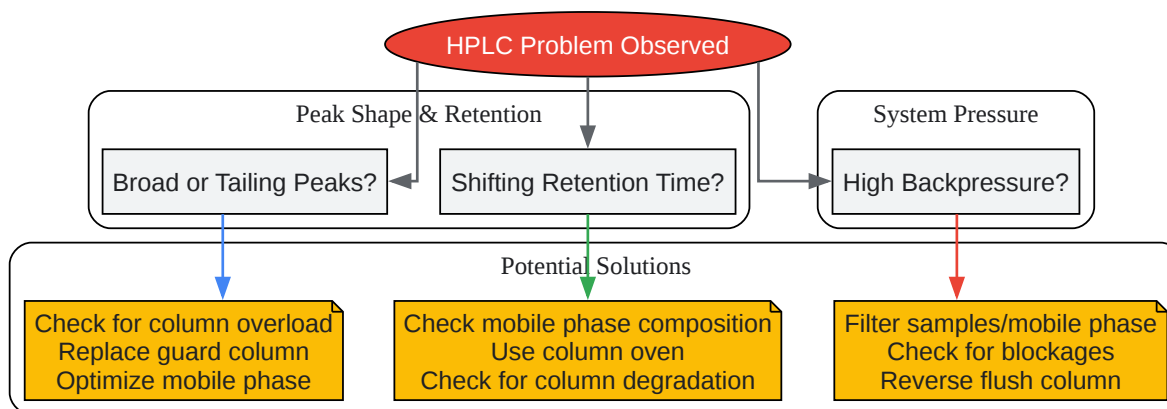 HPLC Problem Observed
Peak Shape & Retention
System Pressure
Broad or Tailing Peaks?
Shifting Retention Time?
High Backpressure?
Potential Solutions
Check for column overload
Replace guard column
Optimize mobile phase
Check mobile phase composition
Use column oven
Check for column degradation
Filter samples/mobile phase
Check for blockages
Reverse flush column